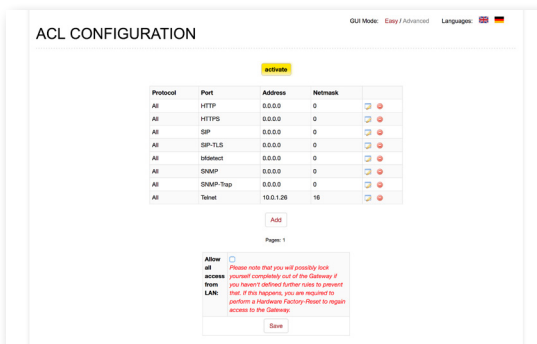 GUI Mode: Easy / Advanced Languages:
ACL CONFIGURATION
activate
Protocol Port Address Netmask
All HTTP 0.0.0.0 0
All HTTPS 0.0.0.0 0
All SIP 0.0.0.0 0
All SIP-TLS 0.0.0.0 0
All bfdetect 0.0.0.0 0
All SNMP 0.0.0.0 0
All SNMP-Trap 0.0.0.0 0
All Telnet 10.0.1.26 16
Add
Pages: 1
Allow
all
access
from
LAN:
Please note that you will possibly lock
yourself completely out of the Gateway if
you haven't defined further rules to prevent
that. If this happens, you are required to
perform a Hardware Factory-Reset to regain
access to the Gateway.
Save